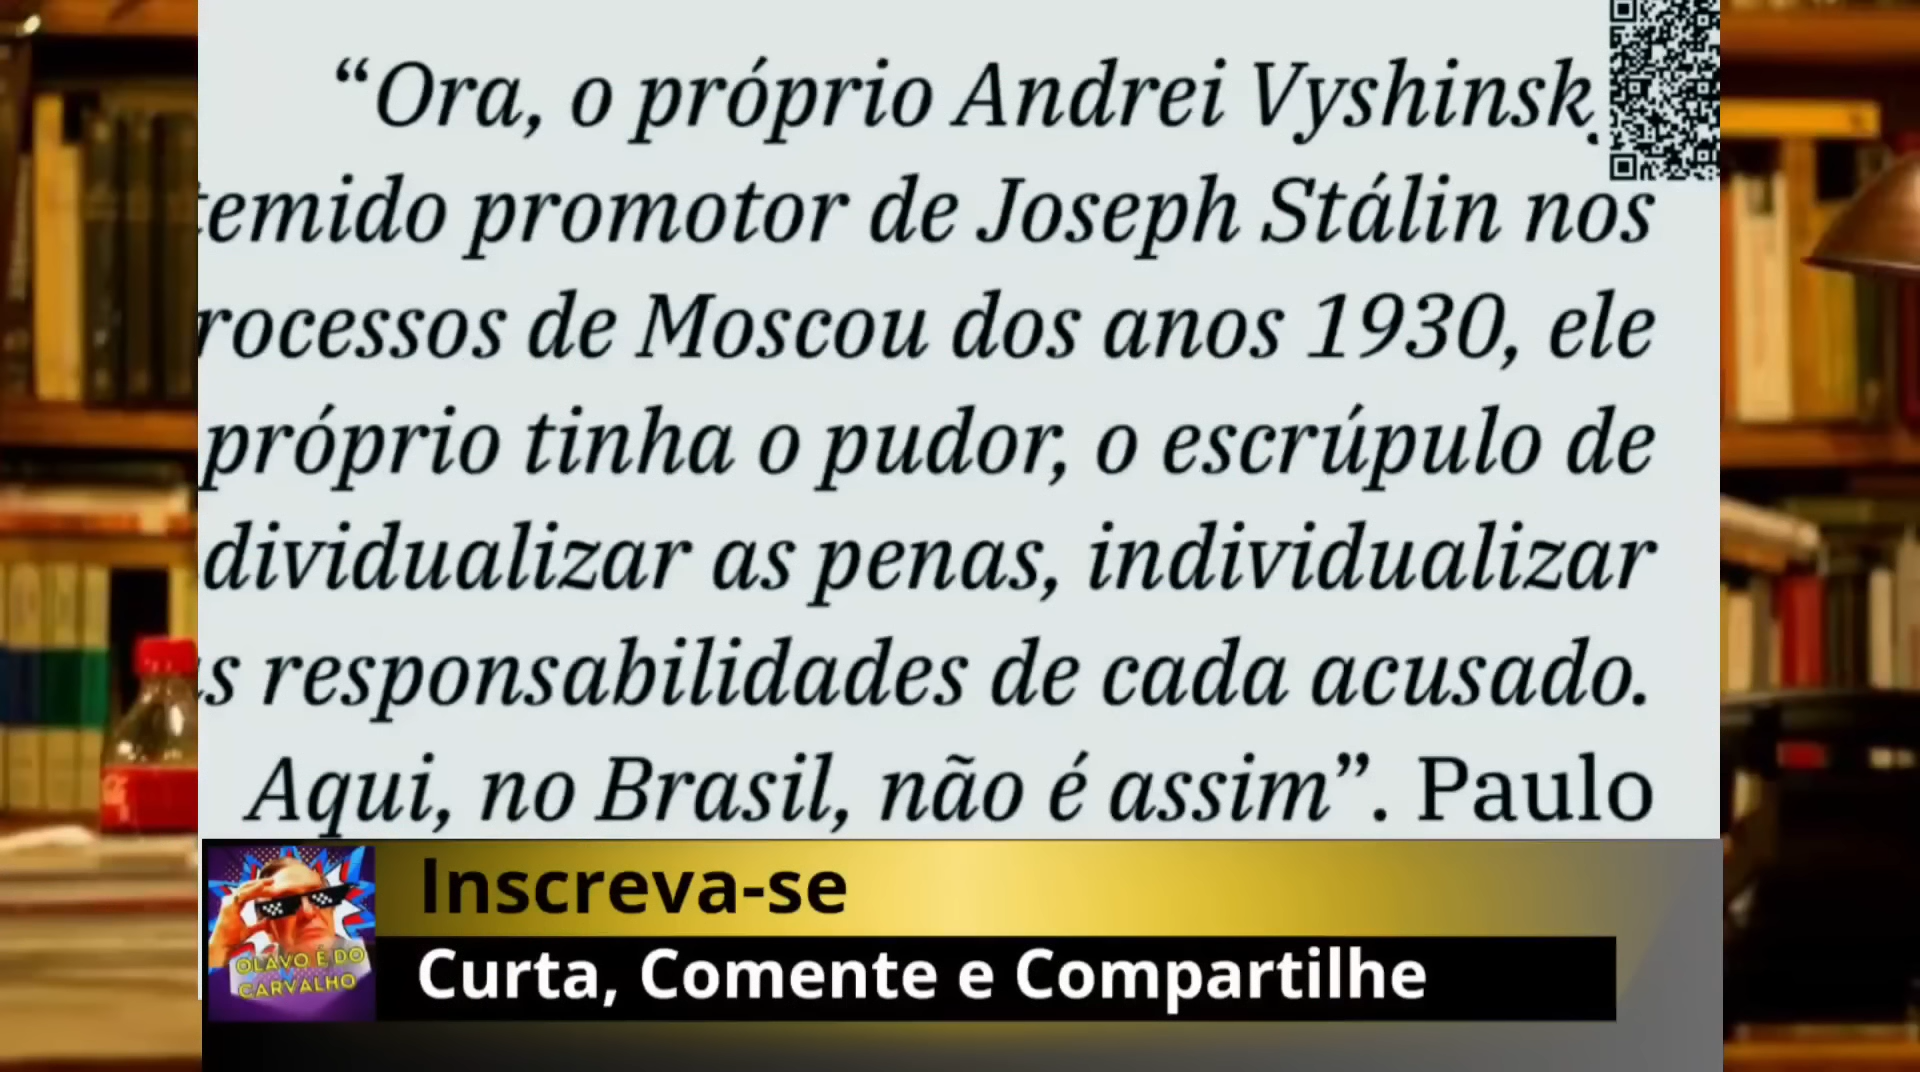 “Ora, o próprio Andrei Vyshinsk
temido promotor de Joseph Stálin nos
rocessos de Moscou dos anos 1930, ele
próprio tinha o pudor, o escrúpulo de
dividualizar as penas, individualizar
s responsabilidades de cada acusado.
Aqui, no Brasil, não é assim”. Paulo
Inscreva-se
Curta, Comente e Compartilhe
OLAVO É DO
CARVALHO